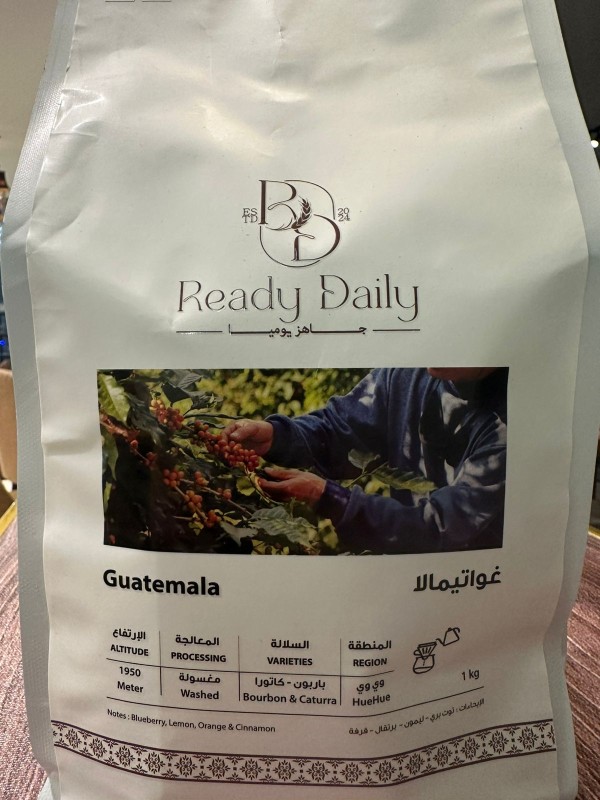 ESTD
2024
RD
Ready Daily
جاهز يوميا
Guatemala
غواتيمالا
الإرتفاع
ALTITUDE
المعالجة
PROCESSING
السلالة
VARIETIES
المنطقة
REGION
1950
Meter
مغسولة
Washed
باربون - كاتورا
Bourbon & Caturra
وي وي
HueHue
1 kg
Notes : Blueberry, Lemon, Orange & Cinnamon
الإيحاءات : توت بري - ليمون - برتقال - قرفة